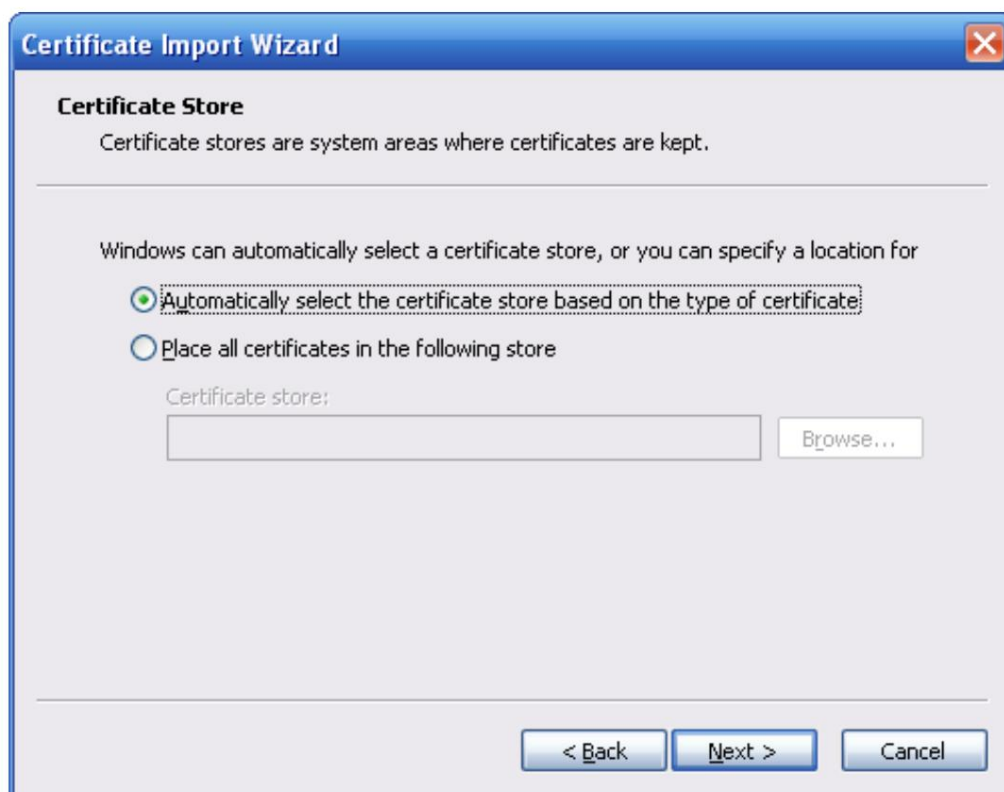 Certificate Import Wizard
Certificate Store
Certificate stores are system areas where certificates are kept.
Windows can automatically select a certificate store, or you can specify a location for
Automatically select the certificate store based on the type of certificate
Place all certificates in the following store
Certificate store:
Browse...
< Back
Next >
Cancel